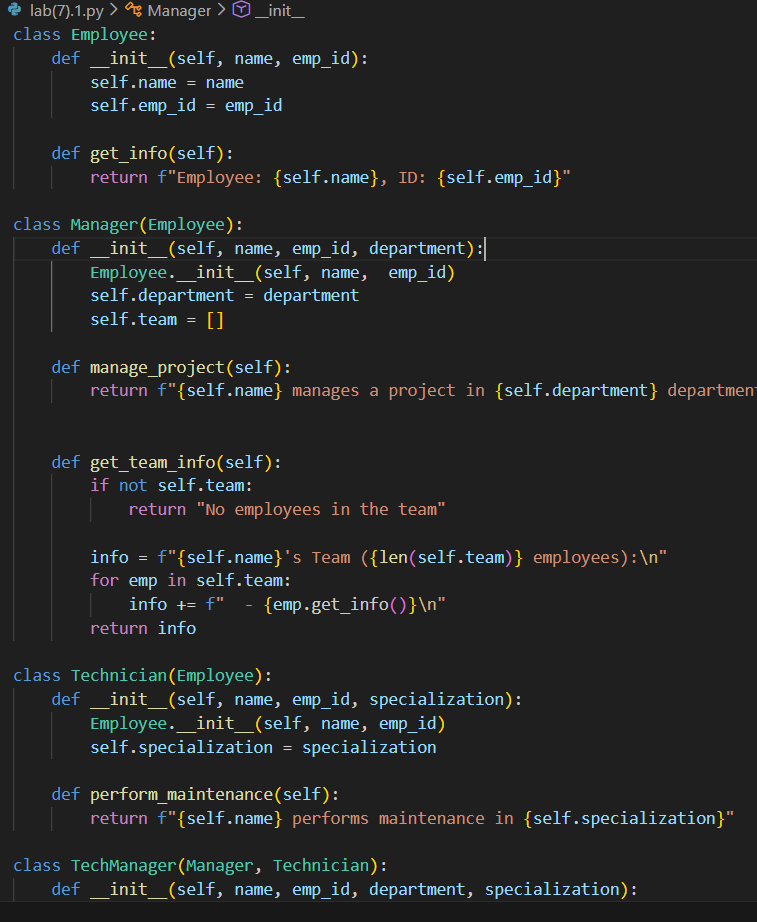 lab(7).1.py > Manager > __init__
class Employee:
    def __init__(self, name, emp_id):
        self.name = name
        self.emp_id = emp_id

    def get_info(self):
        return f"Employee: {self.name}, ID: {self.emp_id}"

class Manager(Employee):
    def __init__(self, name, emp_id, department):
        Employee.__init__(self, name,  emp_id)
        self.department = department
        self.team = []

    def manage_project(self):
        return f"{self.name} manages a project in {self.department} departmen


    def get_team_info(self):
        if not self.team:
            return "No employees in the team"

        info = f"{self.name}'s Team ({len(self.team)} employees):\n"
        for emp in self.team:
            info += f"  - {emp.get_info()}\n"
        return info

class Technician(Employee):
    def __init__(self, name, emp_id, specialization):
        Employee.__init__(self, name, emp_id)
        self.specialization = specialization

    def perform_maintenance(self):
        return f"{self.name} performs maintenance in {self.specialization}"

class TechManager(Manager, Technician):
    def __init__(self, name, emp_id, department, specialization):